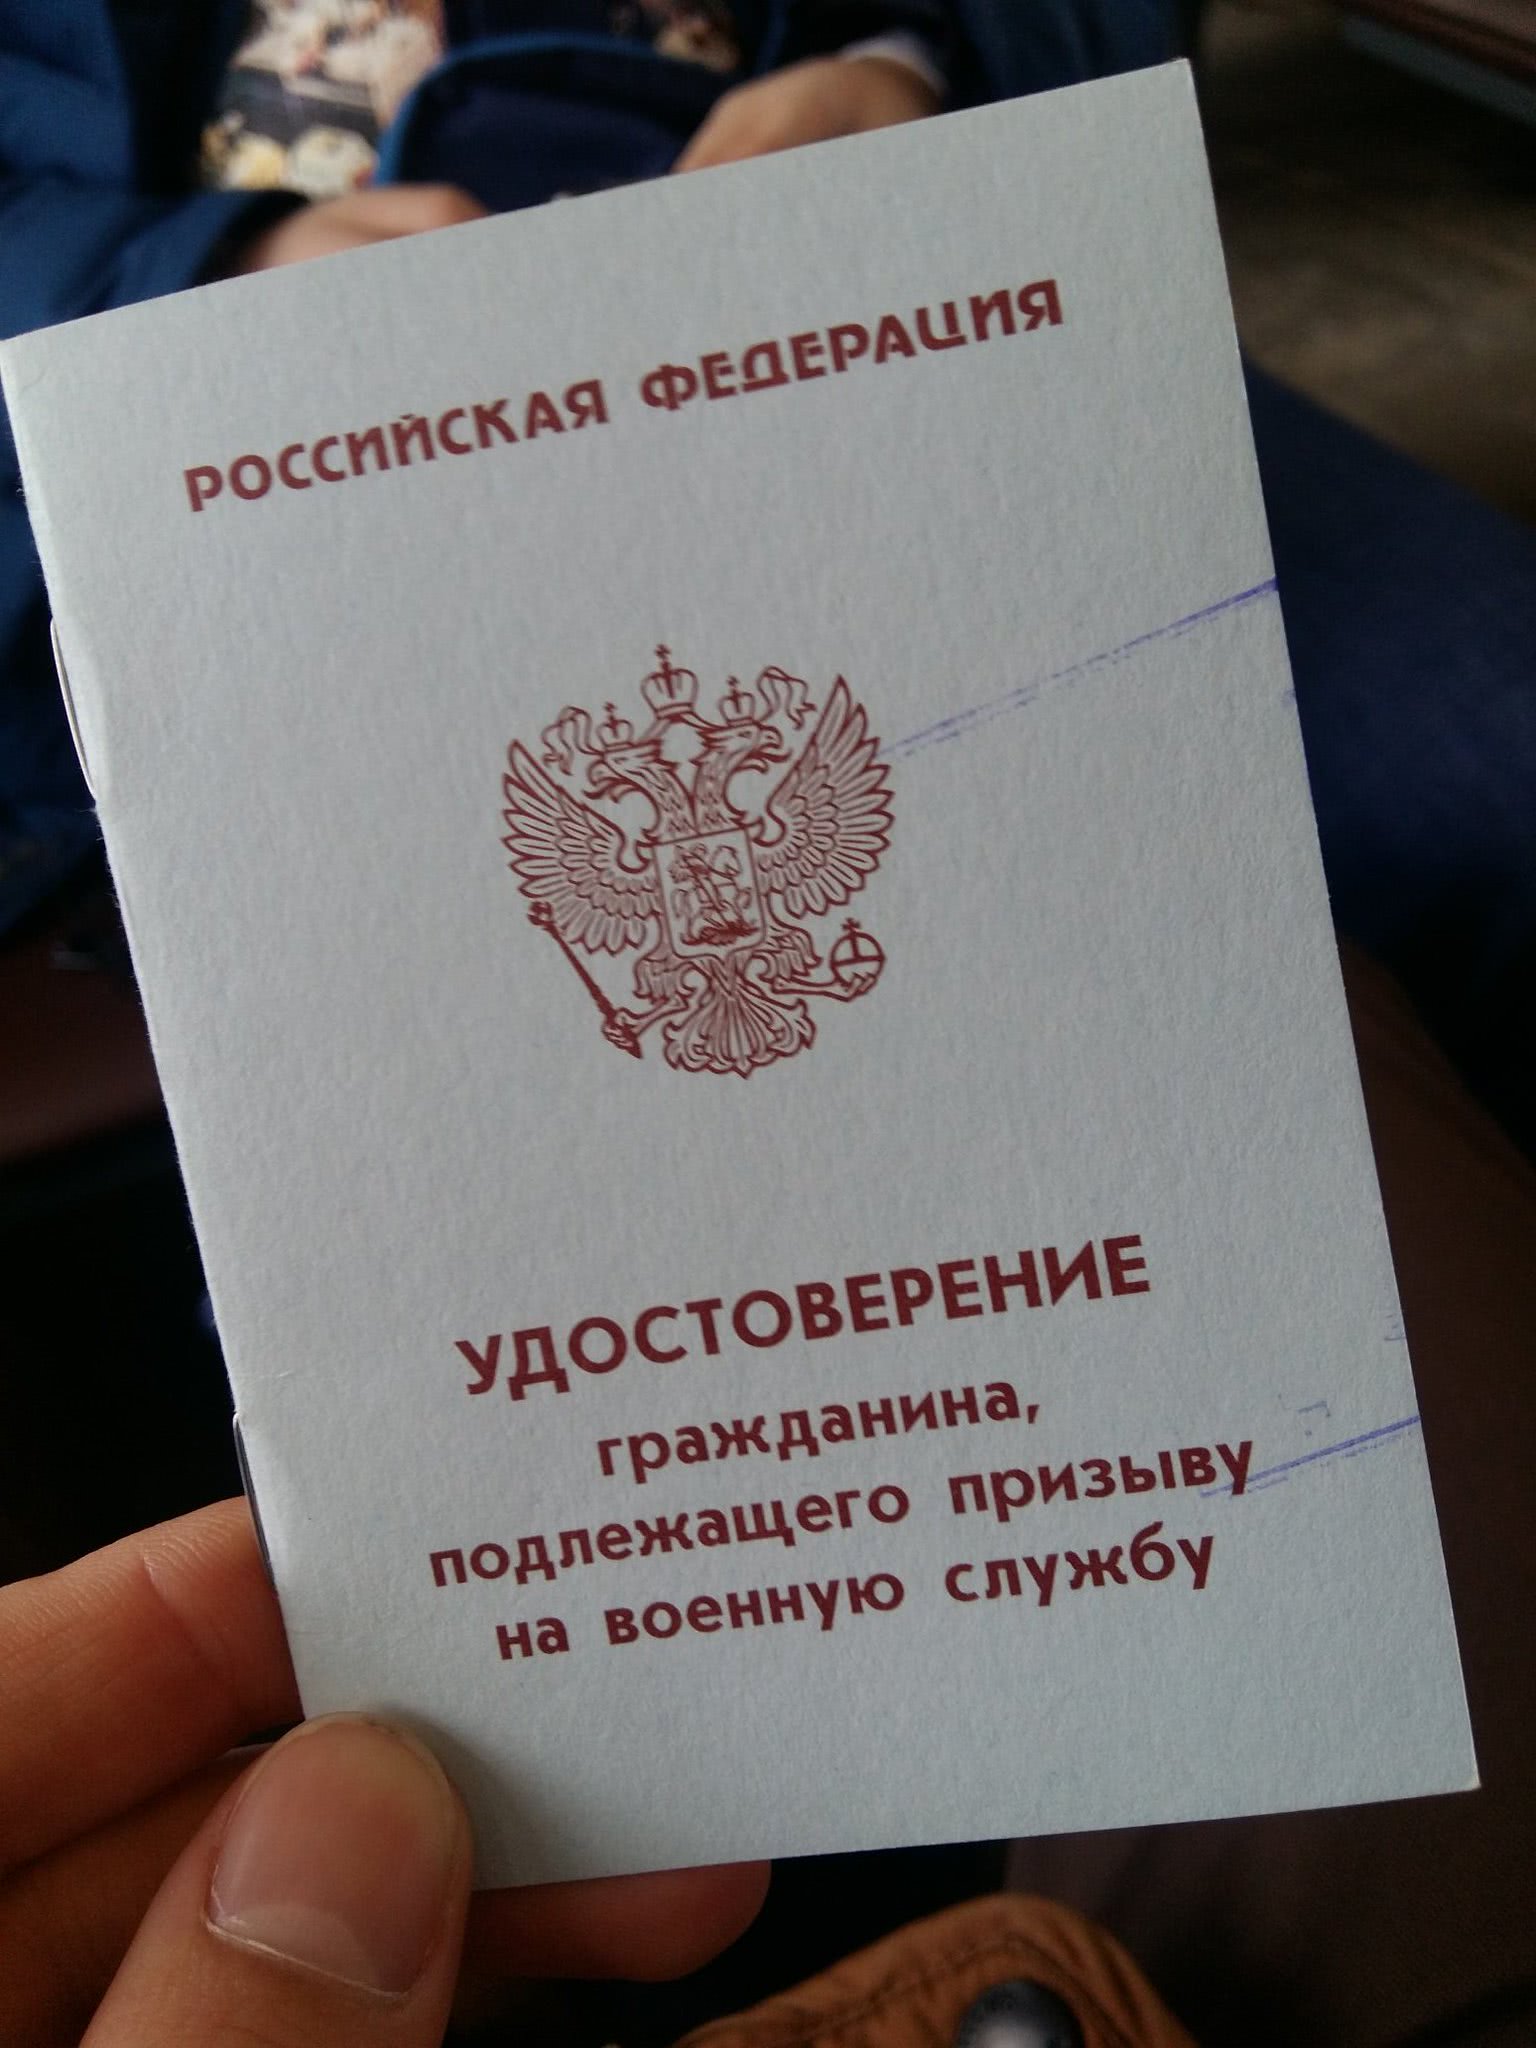 РОССИЙСКАЯ ФЕДЕРАЦИЯ
УДОСТОВЕРЕНИЕ
гражданина,
подлежащего призыву
на военную службу